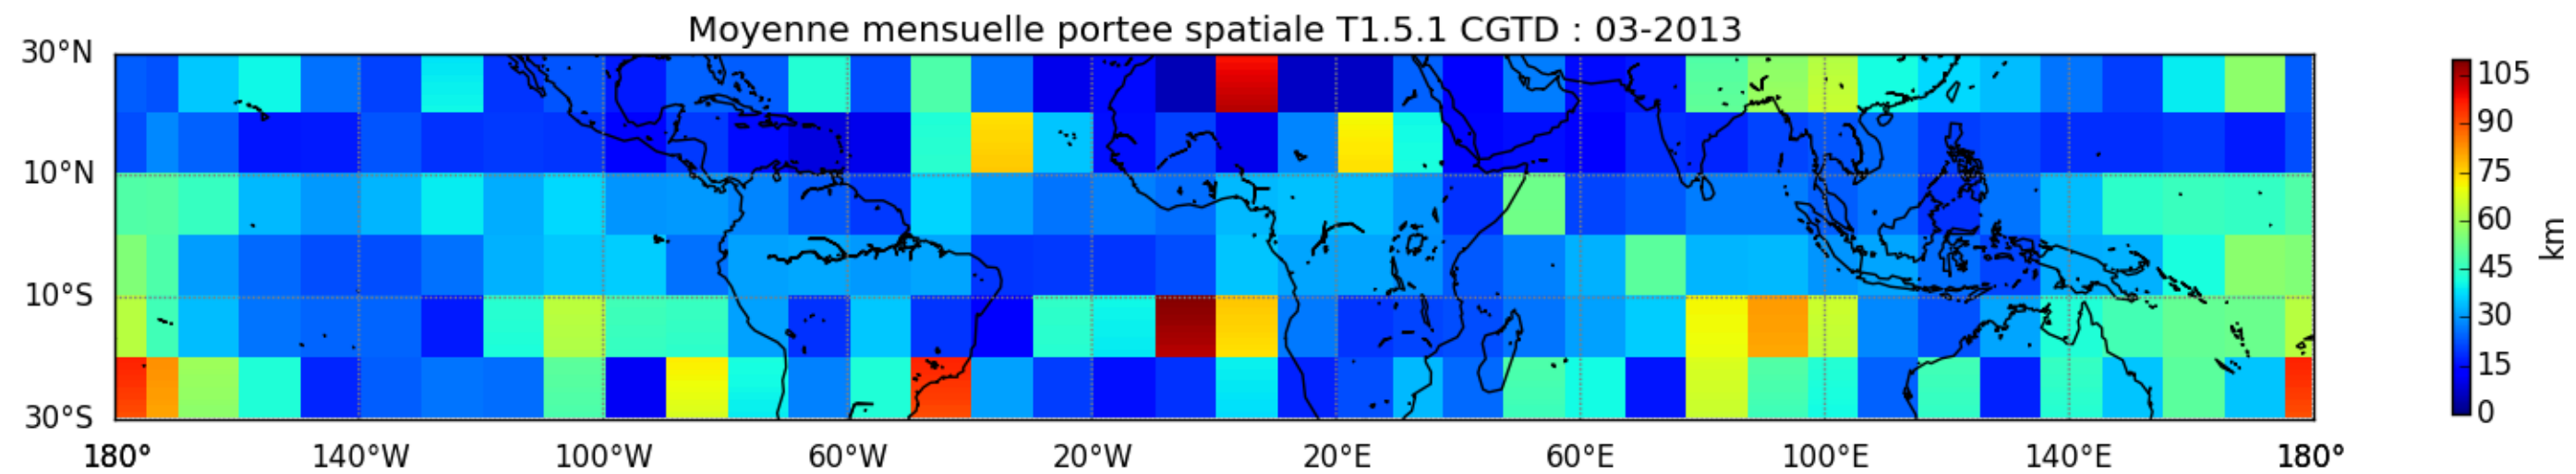 Moyenne mensuelle portee spatiale T1.5.1 CGTD : 03-2013
30°N
10°N
10°S
30°S
180° 140°W 100°W 60°W 20°W 20°E 60°E 100°E 140°E 180°
105
90
75
60
45
30
15
0
km